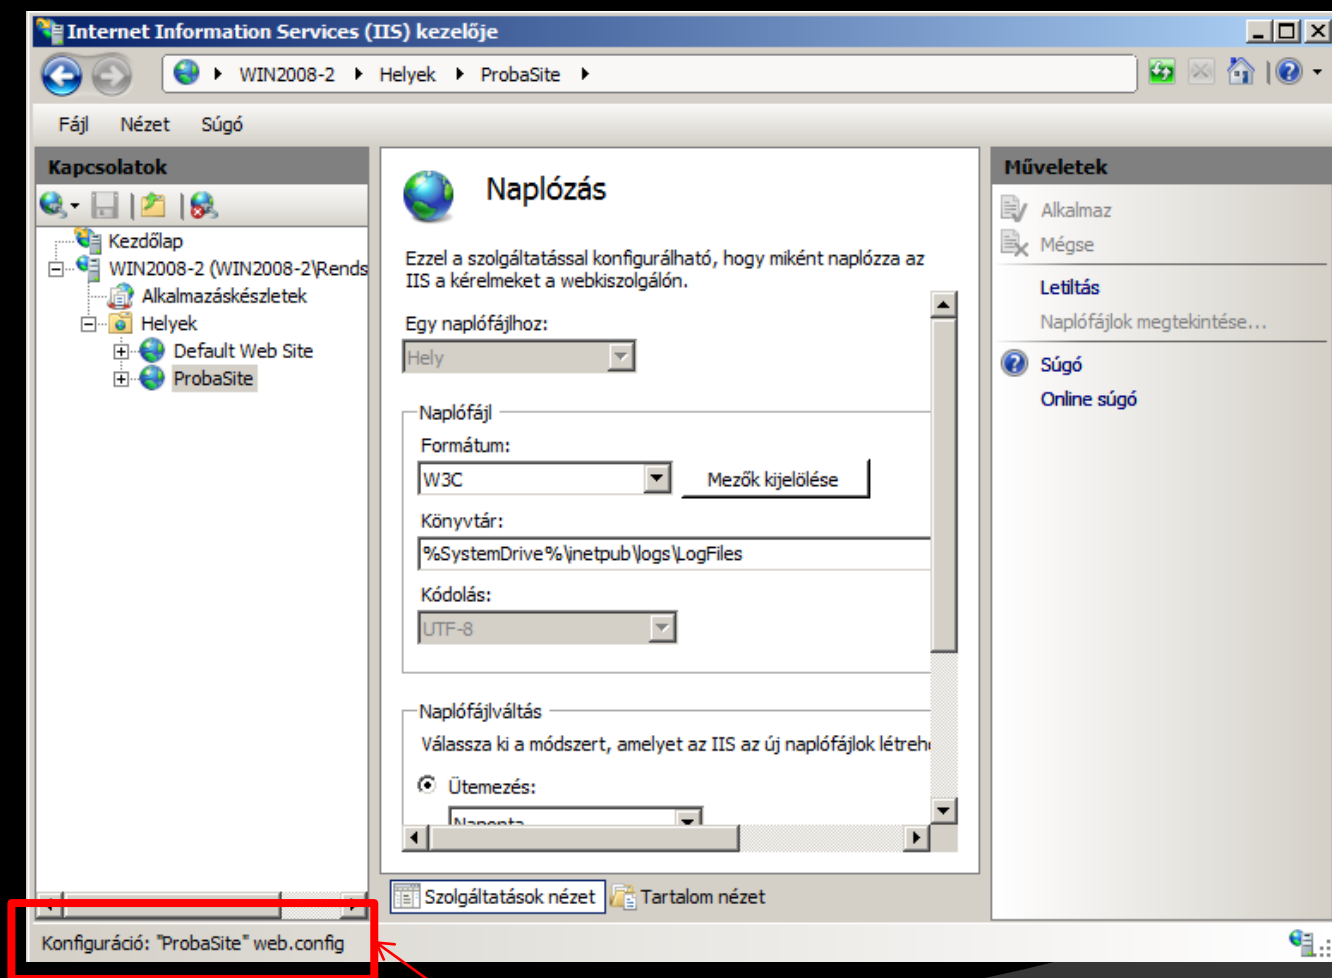 Internet Information Services (IIS) kezelője
WIN2008-2 Helyek ProbaSite
Fájl Nézet Súgó
Kapcsolatok
Kezdőlap
WIN2008-2 (WIN2008-2\Rends
Alkalmazáskészletek
Helyek
Default Web Site
ProbaSite
Naplózás
Ezzel a szolgáltatással konfigurálható, hogy miként naplózza az
IIS a kérelmeket a webkiszolgálón.
Egy naplófájlhoz:
Hely
Naplófájl
Formátum:
W3C
Mezők kijelölése
Könyvtár:
%SystemDrive%\inetpub\logs\LogFiles
Kódolás:
UTF-8
Naplófájlváltás
Válassza ki a módszert, amelyet az IIS az új naplófájlok létreh
Ütemezés:
Naponta
Szolgáltatások nézet
Tartalom nézet
Műveletek
Alkalmaz
Mégse
Letiltás
Naplófájlok megtekintése...
Súgó
Online súgó
Konfiguráció: "ProbaSite" web.config